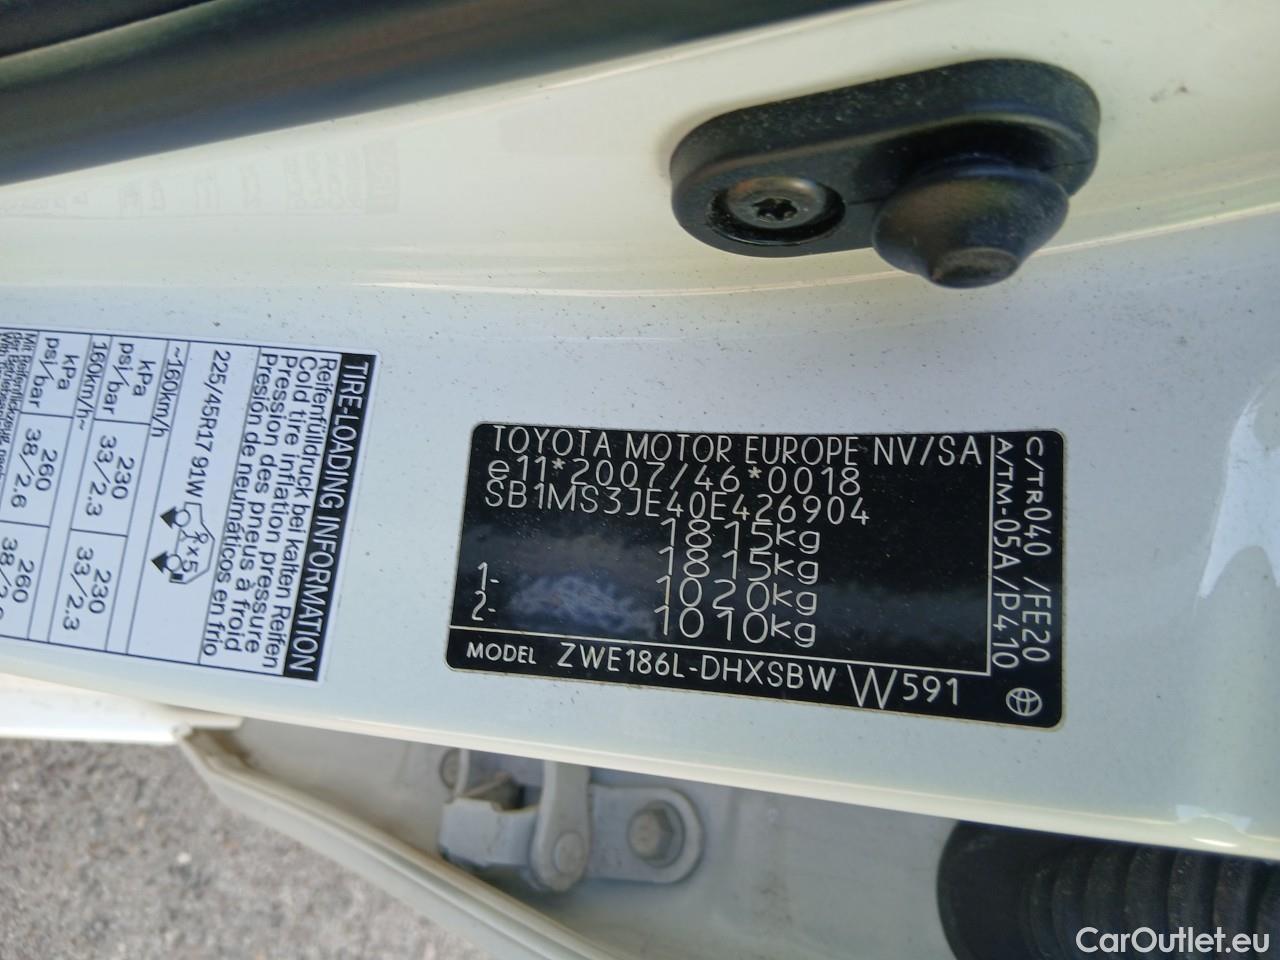 TOYOTA MOTOR EUROPE NV/SA
e11*2007/46*0018
SB1MS3JE40E426904
1815kg
1815kg
1- 1020kg
2- 1010kg
MODEL ZWE186L-DHXSBW W591
C/TR040 /FE20
A/TM-05A/P410
TIRE-LOADING INFORMATION
Reifenfülldruck bei kalten Reifen
Cold tire inflation pressure
Pression des pneus à froid
Presión de neumáticos en frío
225/45R17 91W
x5
~160km/h
kPa 230 230
psi/bar 33/2.3 33/2.3
160km/h~
kPa 260 260
psi/bar 38/2.6
CarOutlet.eu